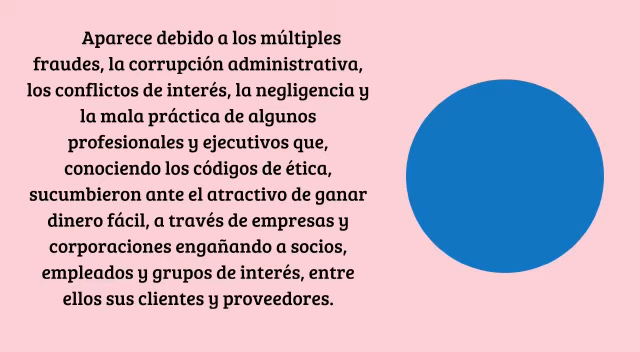 Aparece debido a los múltiples
fraudes, la corrupción administrativa,
los conflictos de interés, la negligencia y
la mala práctica de algunos
profesionales y ejecutivos que,
conociendo los códigos de ética,
sucumbieron ante el atractivo de ganar
dinero fácil, a través de empresas y
corporaciones engañando a socios,
empleados y grupos de interés, entre
ellos sus clientes y proveedores.